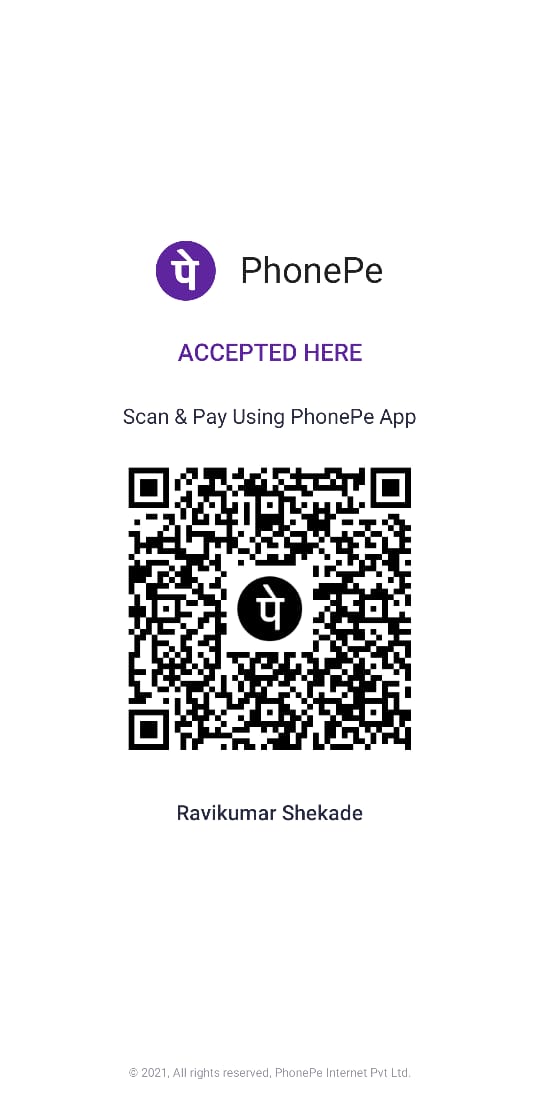 पे PhonePe
ACCEPTED HERE
Scan & Pay Using PhonePe App
पे
Ravikumar Shekade
© 2021, All rights reserved, PhonePe Internet Pvt Ltd.